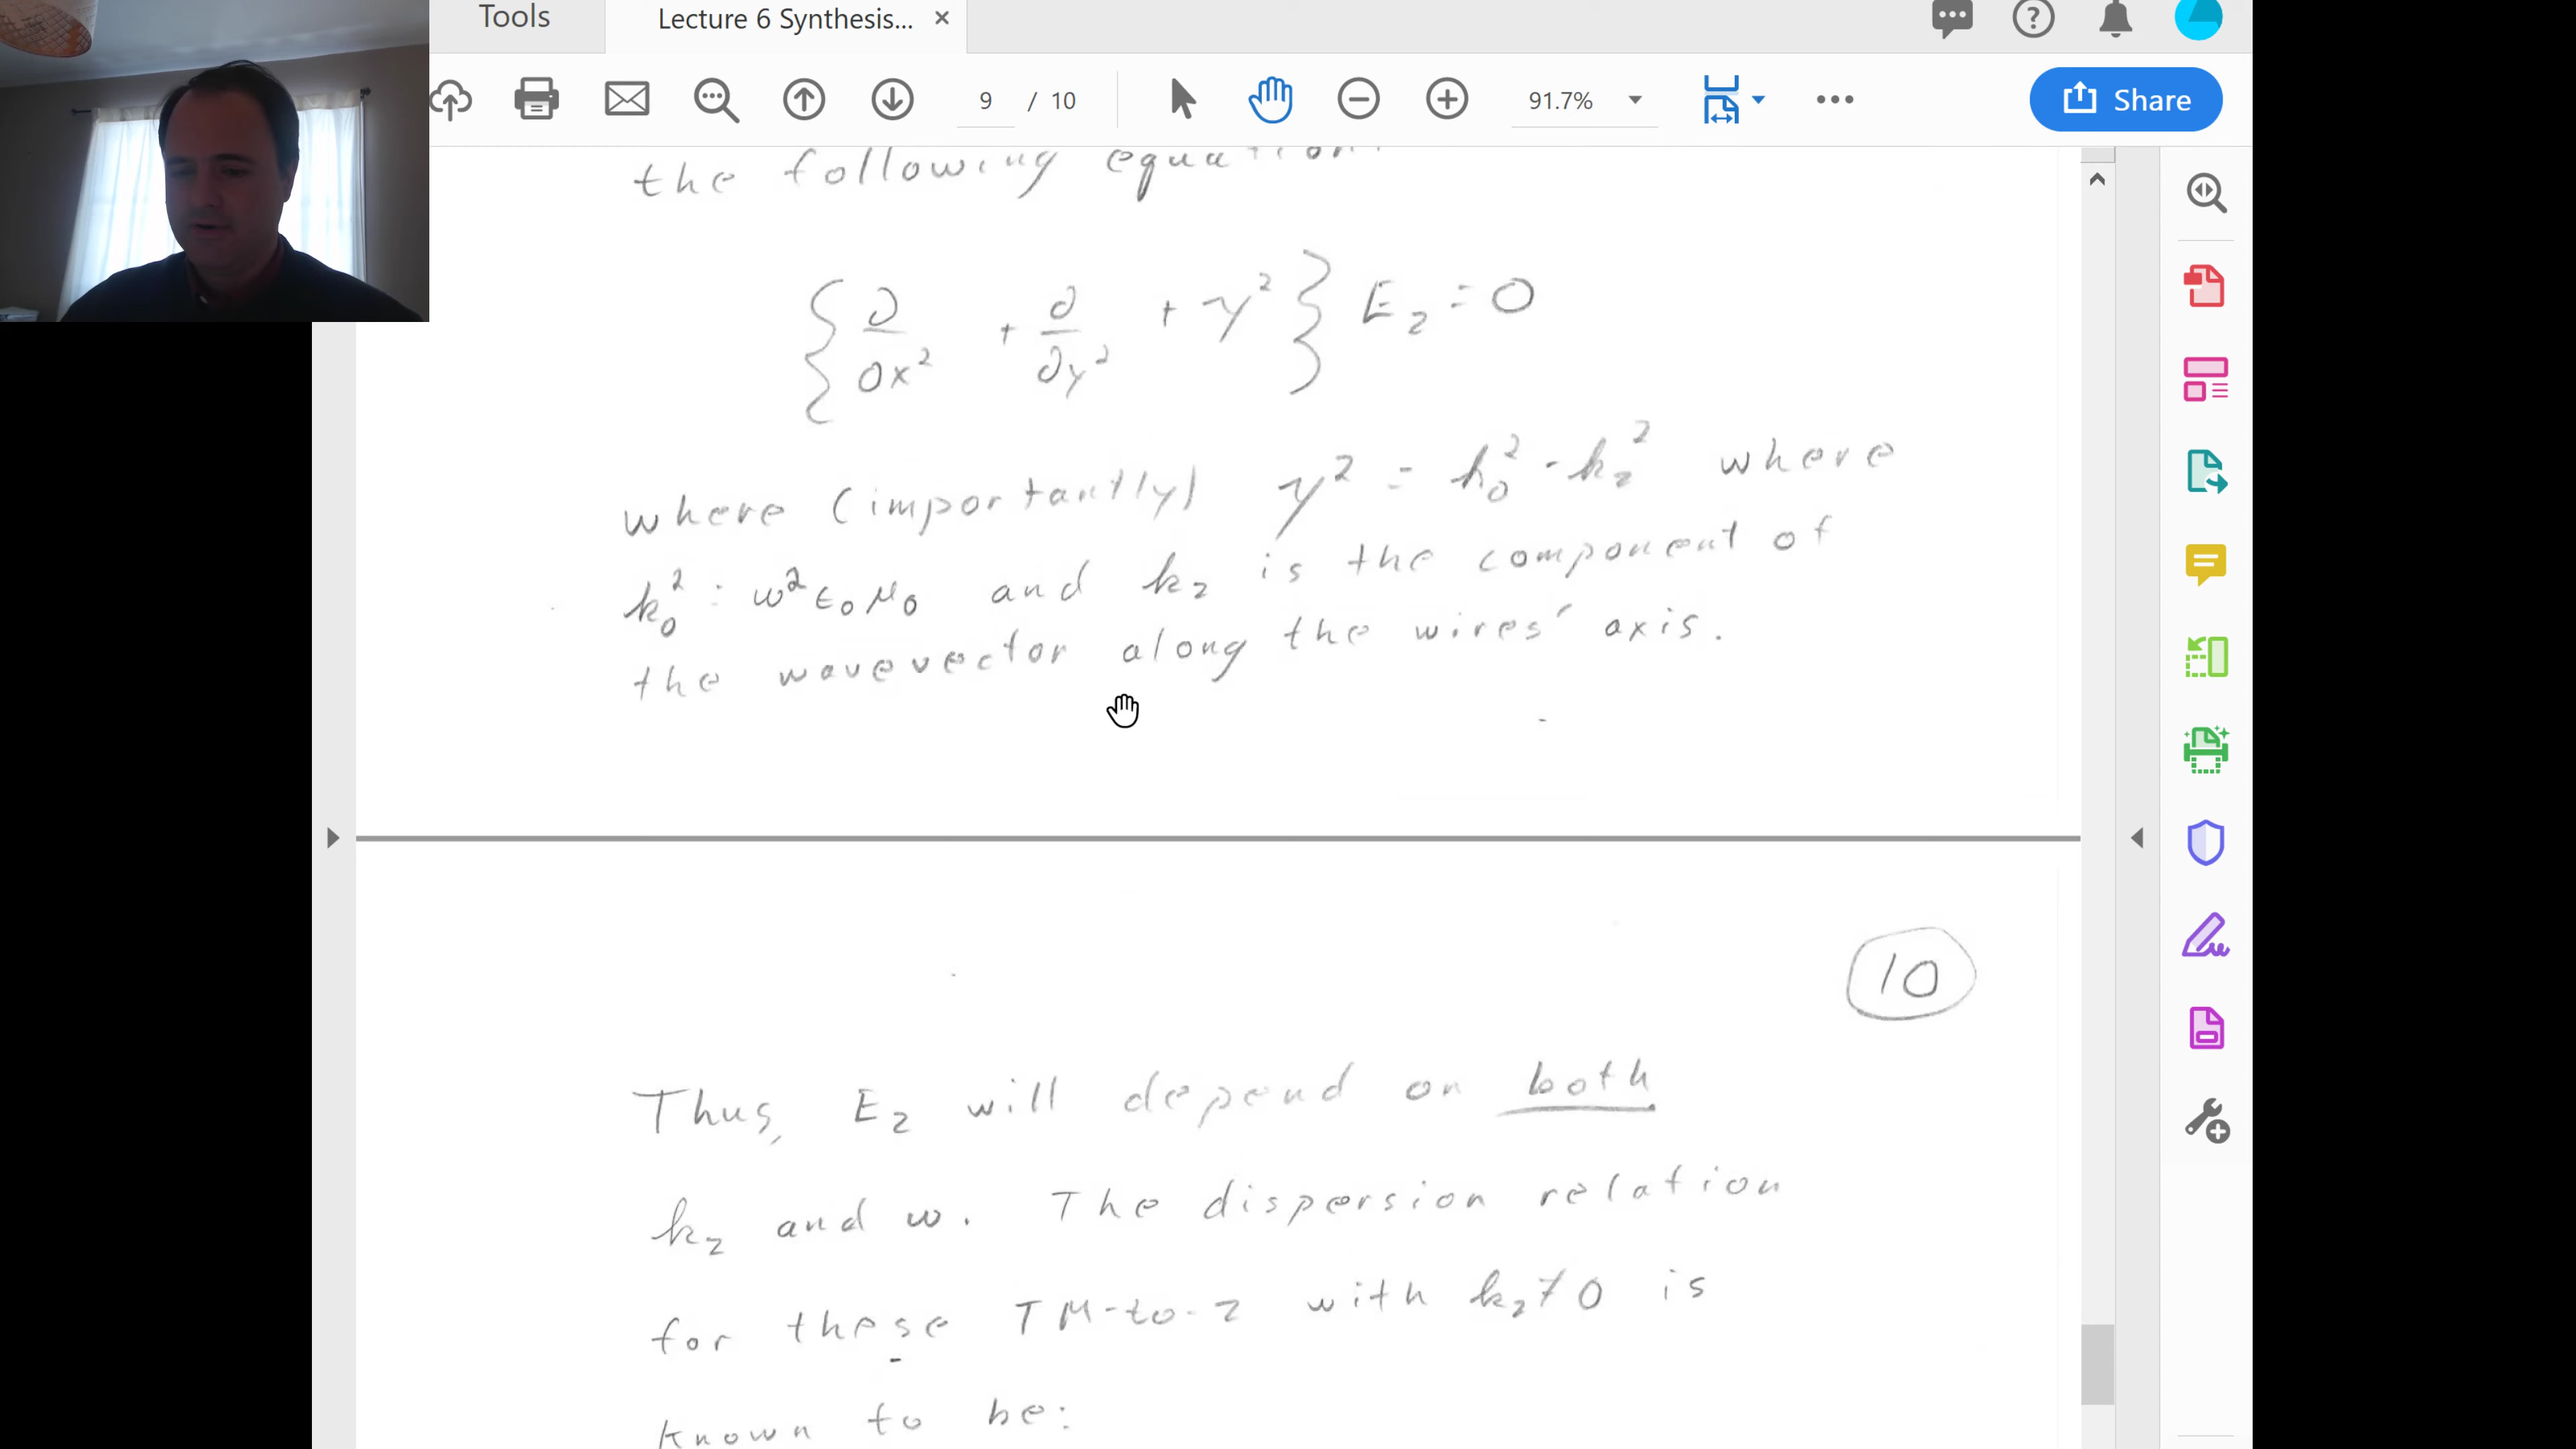 Tools
Lecture 6 Synthesis... ×
9 / 10
91.7%
Share
the following equation:
{∂/∂x² + ∂/∂y² + γ²} E_z = 0
where (importantly) γ² = k₀² - k_z² where
k₀² = ω²ε₀μ₀ and k_z is the component of
the wavevector along the wires' axis.
10
Thus, E_z will depend on both
k_z and ω. The dispersion relation
for these TM-to-z with k_z ≠ 0 is
known to be: